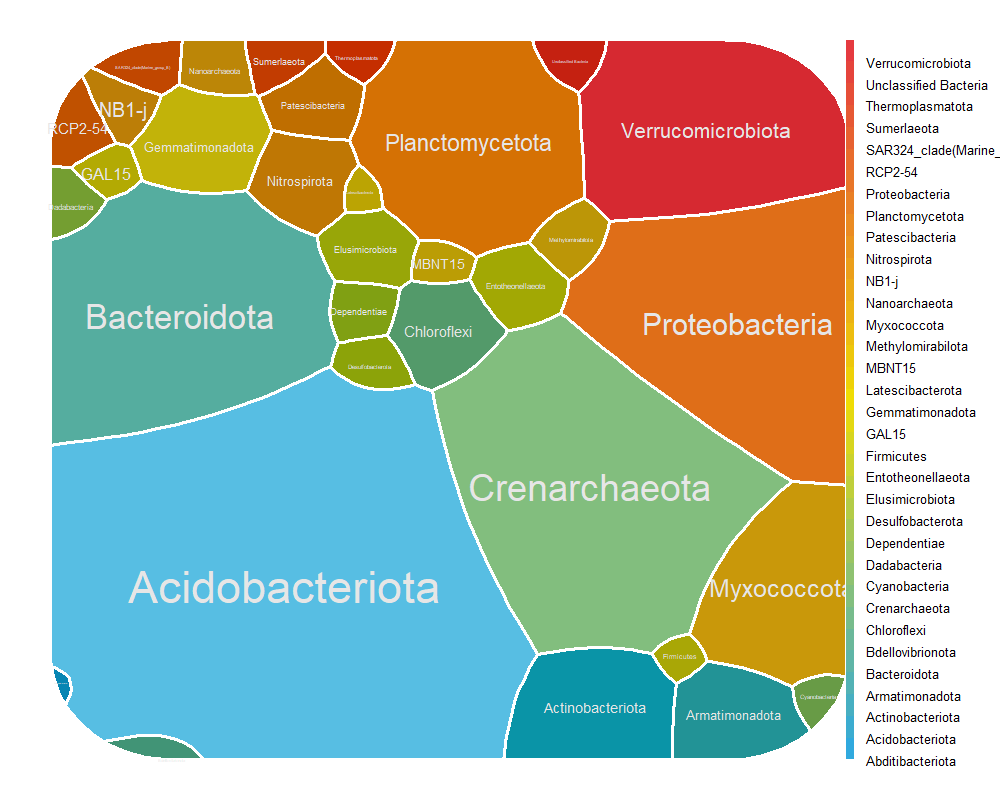 SAR324_clade(Marine_group_B)
Nanoarchaeota
Sumerlaeota
Thermoplasmatota
Unclassified Bacteria
NB1-j
Patescibacteria
RCP2-54
Gemmatimonadota
Planctomycetota
Verrucomicrobiota
GAL15
Nitrospirota
dadabacteria
Methylomirabilota
Elusimicrobiota
MBNT15
Entotheonellaeota
Bacteroidota
Dependentiae
Chloroflexi
Proteobacteria
Desulfobacterota
Crenarchaeota
Acidobacteriota
Myxococcota
Firmicutes
Cyanobacteria
Actinobacteriota
Armatimonadota
Verrucomicrobiota
Unclassified Bacteria
Thermoplasmatota
Sumerlaeota
SAR324_clade(Marine_
RCP2-54
Proteobacteria
Planctomycetota
Patescibacteria
Nitrospirota
NB1-j
Nanoarchaeota
Myxococcota
Methylomirabilota
MBNT15
Latescibacterota
Gemmatimonadota
GAL15
Firmicutes
Entotheonellaeota
Elusimicrobiota
Desulfobacterota
Dependentiae
Dadabacteria
Cyanobacteria
Crenarchaeota
Chloroflexi
Bdellovibrionota
Bacteroidota
Armatimonadota
Actinobacteriota
Acidobacteriota
Abditibacteriota